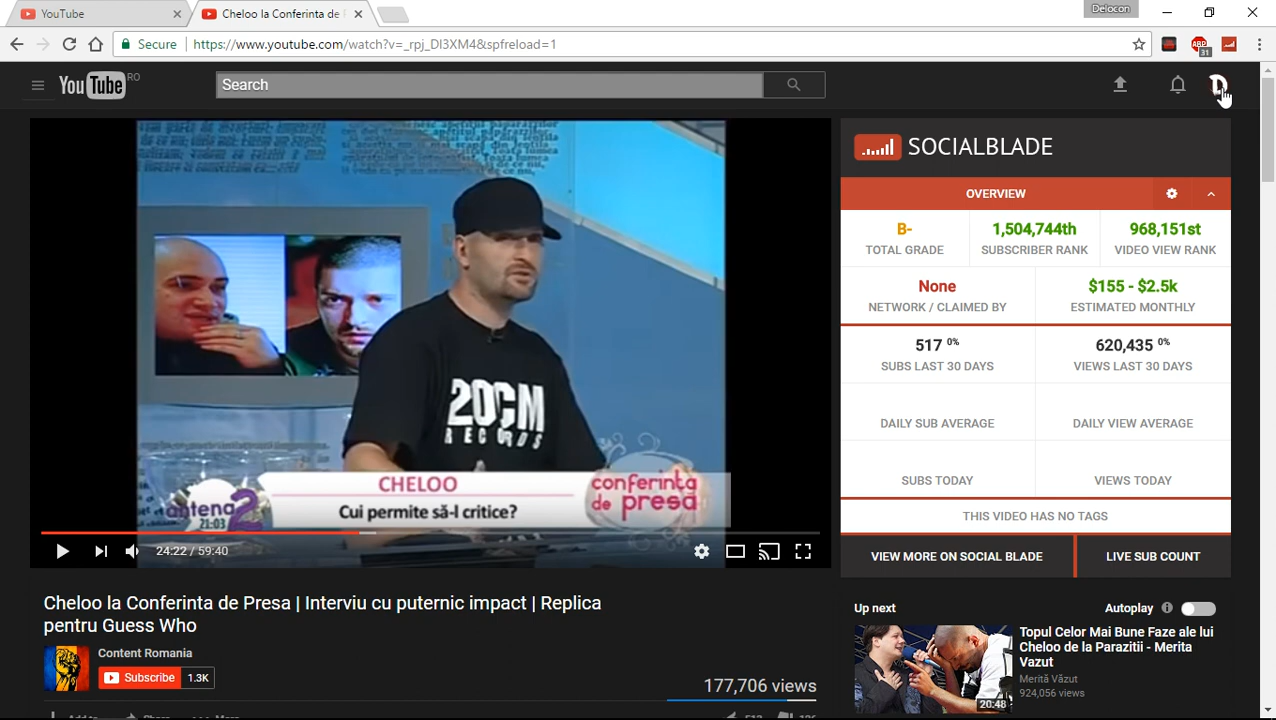 Delocon
YouTube
Cheloo la Conferinta de
Secure
https://www.youtube.com/watch?v=_rpj_DI3XM4&spfreload=1
ABP
31
YouTube RO
Search
SOCIALBLADE
OVERVIEW
B-
1,504,744th
968,151st
TOTAL GRADE
SUBSCRIBER RANK
VIDEO VIEW RANK
None
$155 - $2.5k
NETWORK / CLAIMED BY
ESTIMATED MONTHLY
517 0%
620,435 0%
SUBS LAST 30 DAYS
VIEWS LAST 30 DAYS
DAILY SUB AVERAGE
DAILY VIEW AVERAGE
SUBS TODAY
VIEWS TODAY
THIS VIDEO HAS NO TAGS
VIEW MORE ON SOCIAL BLADE
LIVE SUB COUNT
20CM
RECORDS
CHELOO
Cui permite să-l critice?
conferinta
de presa
antena 2
21:03
24:22 / 59:40
Cheloo la Conferinta de Presa | Interviu cu puternic impact | Replica
pentru Guess Who
Content Romania
Subscribe 1.3K
177,706 views
Up next
Autoplay
Topul Celor Mai Bune Faze ale lui
Cheloo de la Parazitii - Merita
Vazut
Merită Văzut
924,056 views
20:48